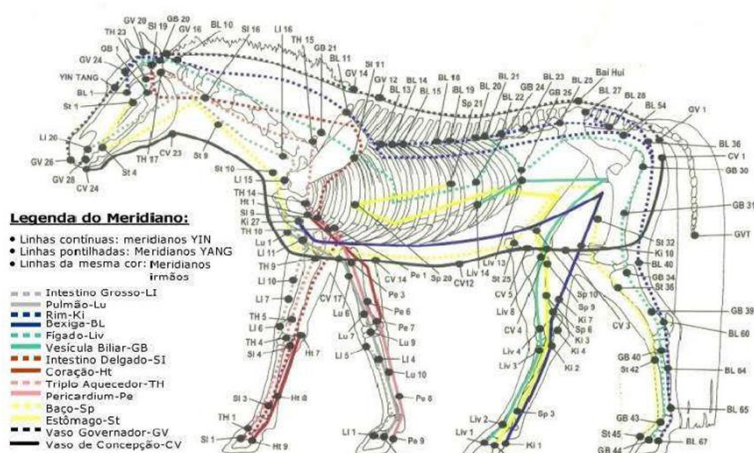 GV 20
GB 20
SI 19
BL 10
GV 16
SI 16
TH 23
GB 1
GV 24
YIN TANG
BL 1
St 1
LI 16
TH 15
GB 21
BL 11
GV 14
SI 11
GV 12
BL 13
BL 14
BL 15
BL 18
BL 19
Sp 21
BL 20
BL 21
BL 22
GB 24
BL 23
GB 26
BL 25
Bai Hui
BL 27
BL 28
BL 54
GV 1
BL 36
CV 1
GB 30
GB 31
GVT
LI 20
GV 26
GV 28
CV 24
St 4
TH 17
CV 23
St 9
St 10
LI 15
TH 14
Ht 1
SI 9
Ki 27
TH 10
Lu 1
LI 11
TH 9
Legenda do Meridiano:
Linhas contínuas: meridianos YIN
Linhas pontilhadas: Meridianos YANG
Linhas da mesma cor: Meridianos
irmãos
Intestino Grosso-LI
Pulmão-Lu
Rim-Ki
Bexiga-BL
Fígado-Liv
Vesícula Biliar-GB
Intestino Delgado-SI
Coração-Ht
Triplo Aquecedor-TH
Pericardium-Pe
Baço-Sp
Estômago-St
Vaso Governador-GV
Vaso de Concepção-CV
LI 7
TH 5
LI 6
TH 4
SI 4
Ht 7
SI 3
Ht 8
TH 1
SI 1
Ht 9
CV 17
CV 14
Pe 1
Sp 20
CV12
Liv 14
Liv 13
St 25
Lu 6
Pe 3
Pe 6
Lu 7
Pe 7
LI 5
Lu 9
LI 4
Lu 10
Pe 8
LI 1
Pe 9
CV 5
Liv 8
CV 4
Liv 4
Liv 3
Liv 2
Liv 1
Sp 10
Sp 9
Ki 7
Sp 6
Ki 3
Ki 4
Ki 2
Sp 3
Ki 1
St 32
Ki 10
BL 40
GB 34
St 36
CV 3
GB 39
BL 60
GB 40
St 42
BL 64
GB 43
BL 65
St 45
GB 44
BL 67